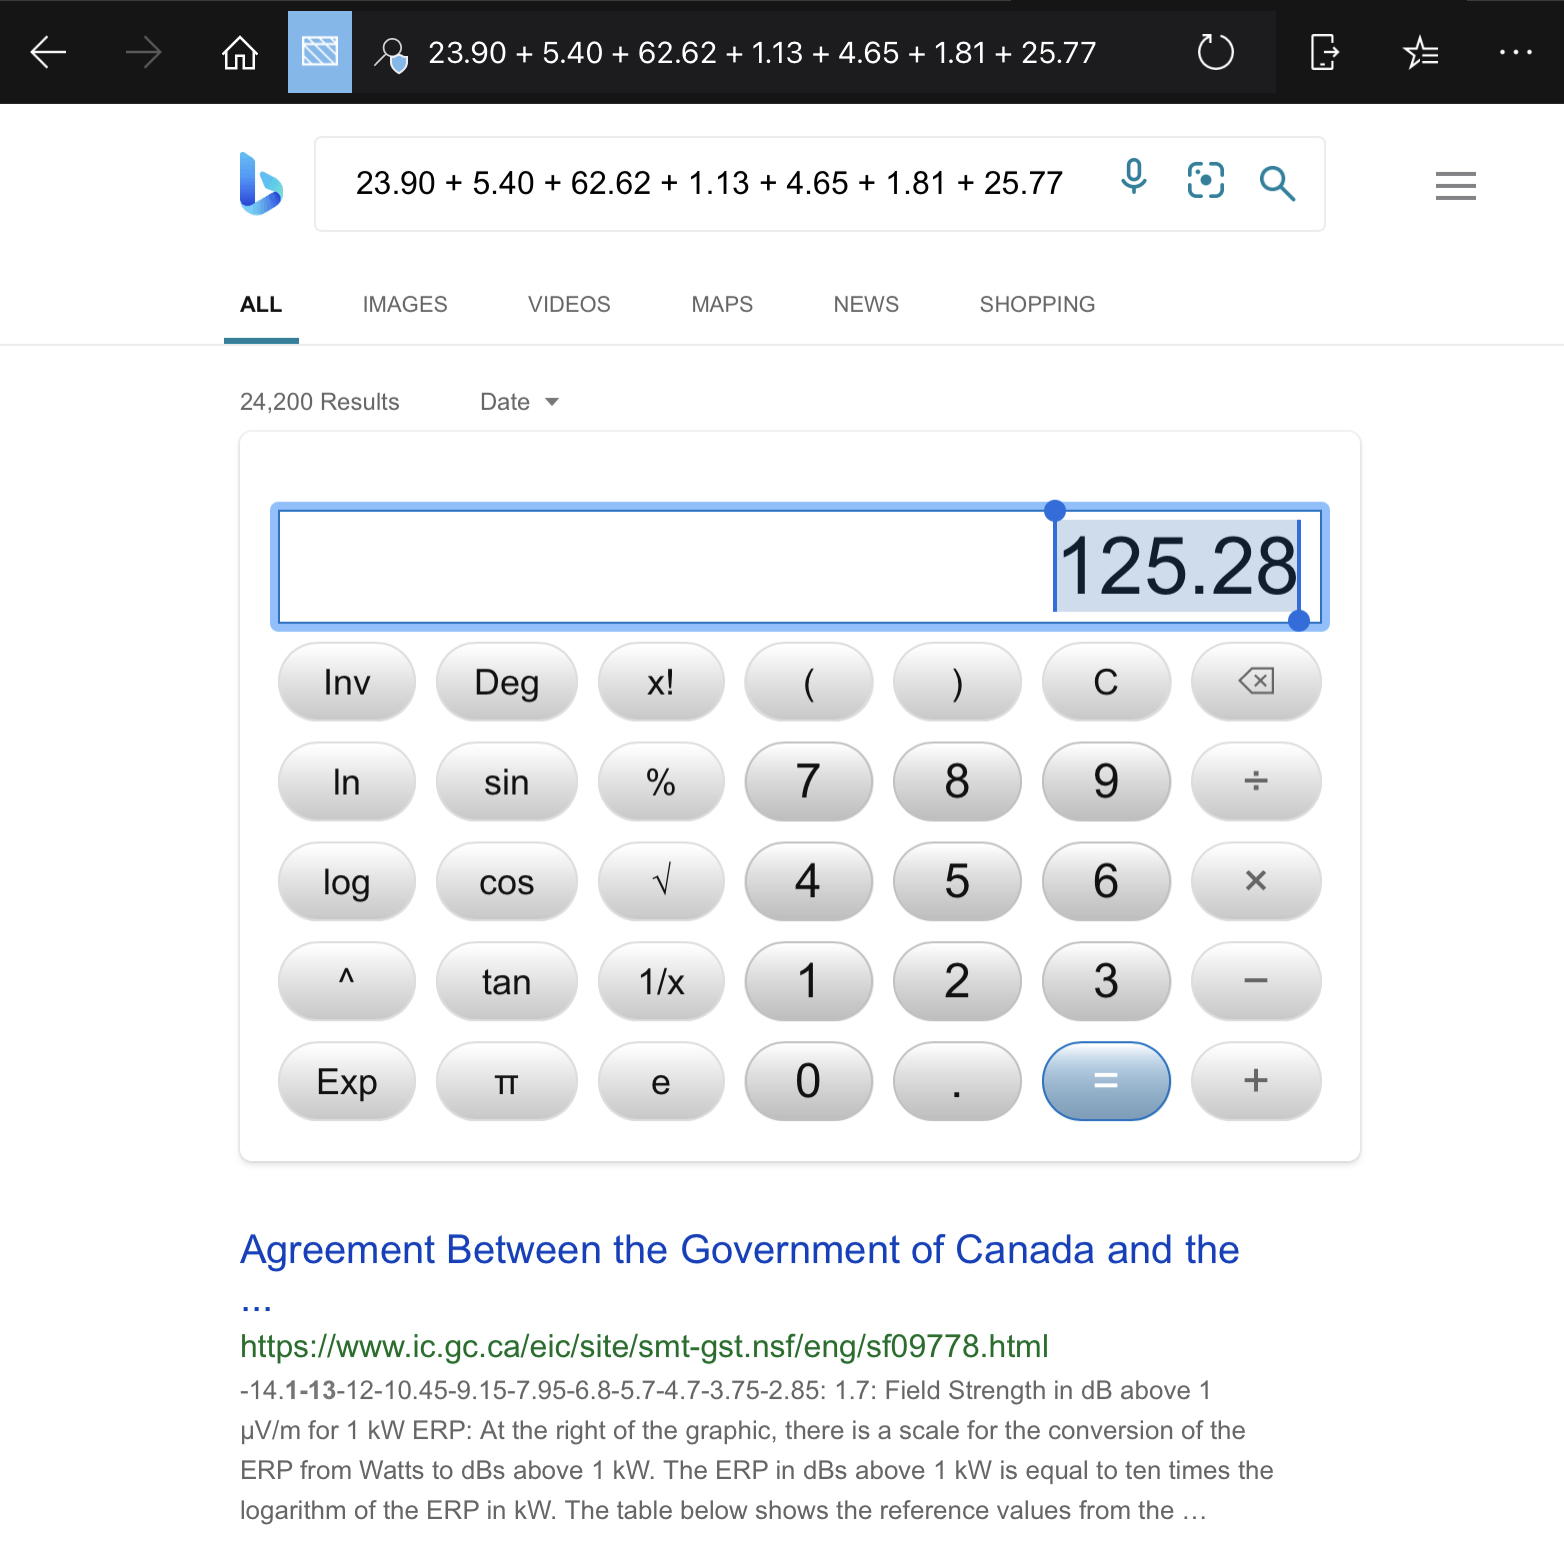 23.90 + 5.40 + 62.62 + 1.13 + 4.65 + 1.81 + 25.77
23.90 + 5.40 + 62.62 + 1.13 + 4.65 + 1.81 + 25.77
ALL IMAGES VIDEOS MAPS NEWS SHOPPING
24,200 Results Date
125.28
Inv Deg x! ( ) C
ln sin % 7 8 9 ÷
log cos √ 4 5 6 ×
^ tan 1/x 1 2 3 −
Exp π e 0 . = +
Agreement Between the Government of Canada and the
...
https://www.ic.gc.ca/eic/site/smt-gst.nsf/eng/sf09778.html
-14.1-13-12-10.45-9.15-7.95-6.8-5.7-4.7-3.75-2.85: 1.7: Field Strength in dB above 1
µV/m for 1 kW ERP: At the right of the graphic, there is a scale for the conversion of the
ERP from Watts to dBs above 1 kW. The ERP in dBs above 1 kW is equal to ten times the
logarithm of the ERP in kW. The table below shows the reference values from the …